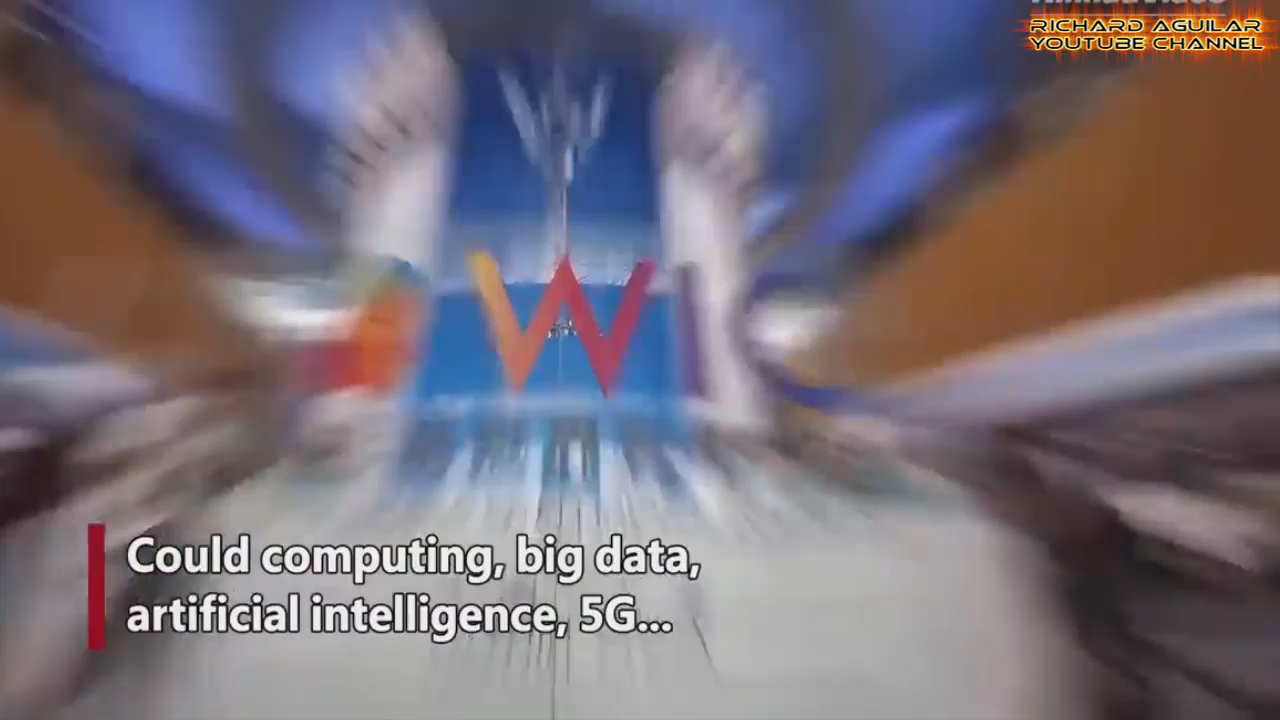 RICHARD AGUILAR
YOUTUBE CHANNEL
W
Could computing, big data,
artificial intelligence, 5G...